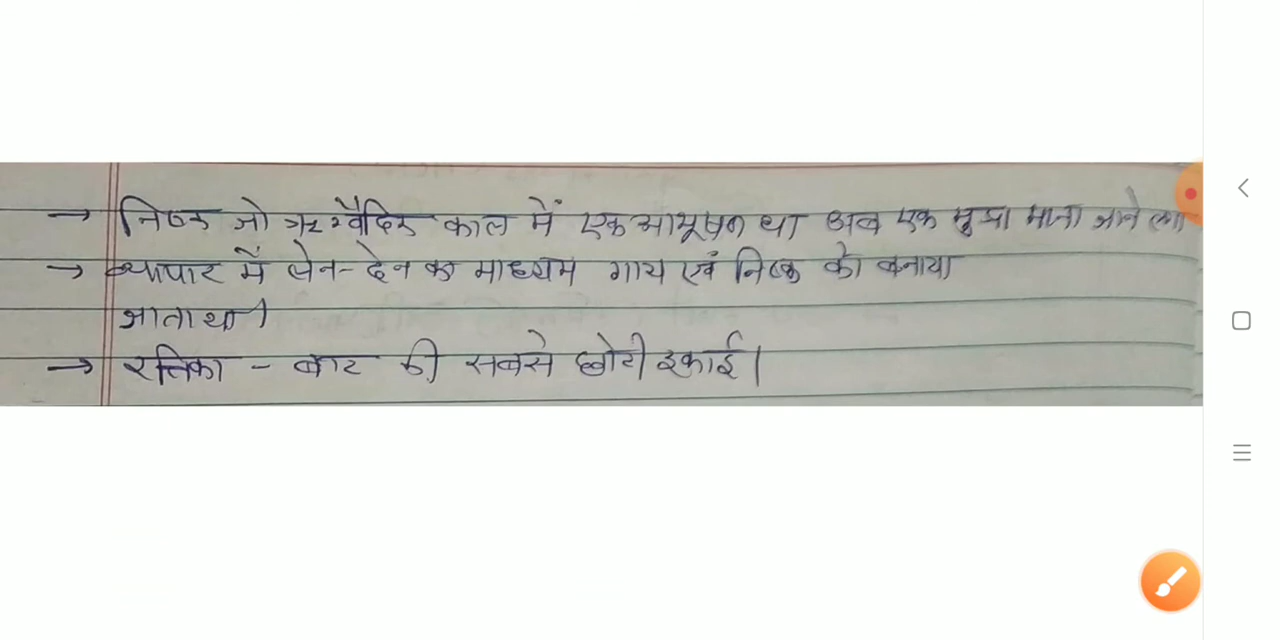 → निष्क जो ऋग्वैदिक काल में एक आभूषण था अब एक मुद्रा माना जाने लगा
→ व्यापार में लेन-देन का माध्यम गाय एवं निष्क को बनाया
जाता था।
→ रत्तिका - बाट की सबसे छोटी इकाई।